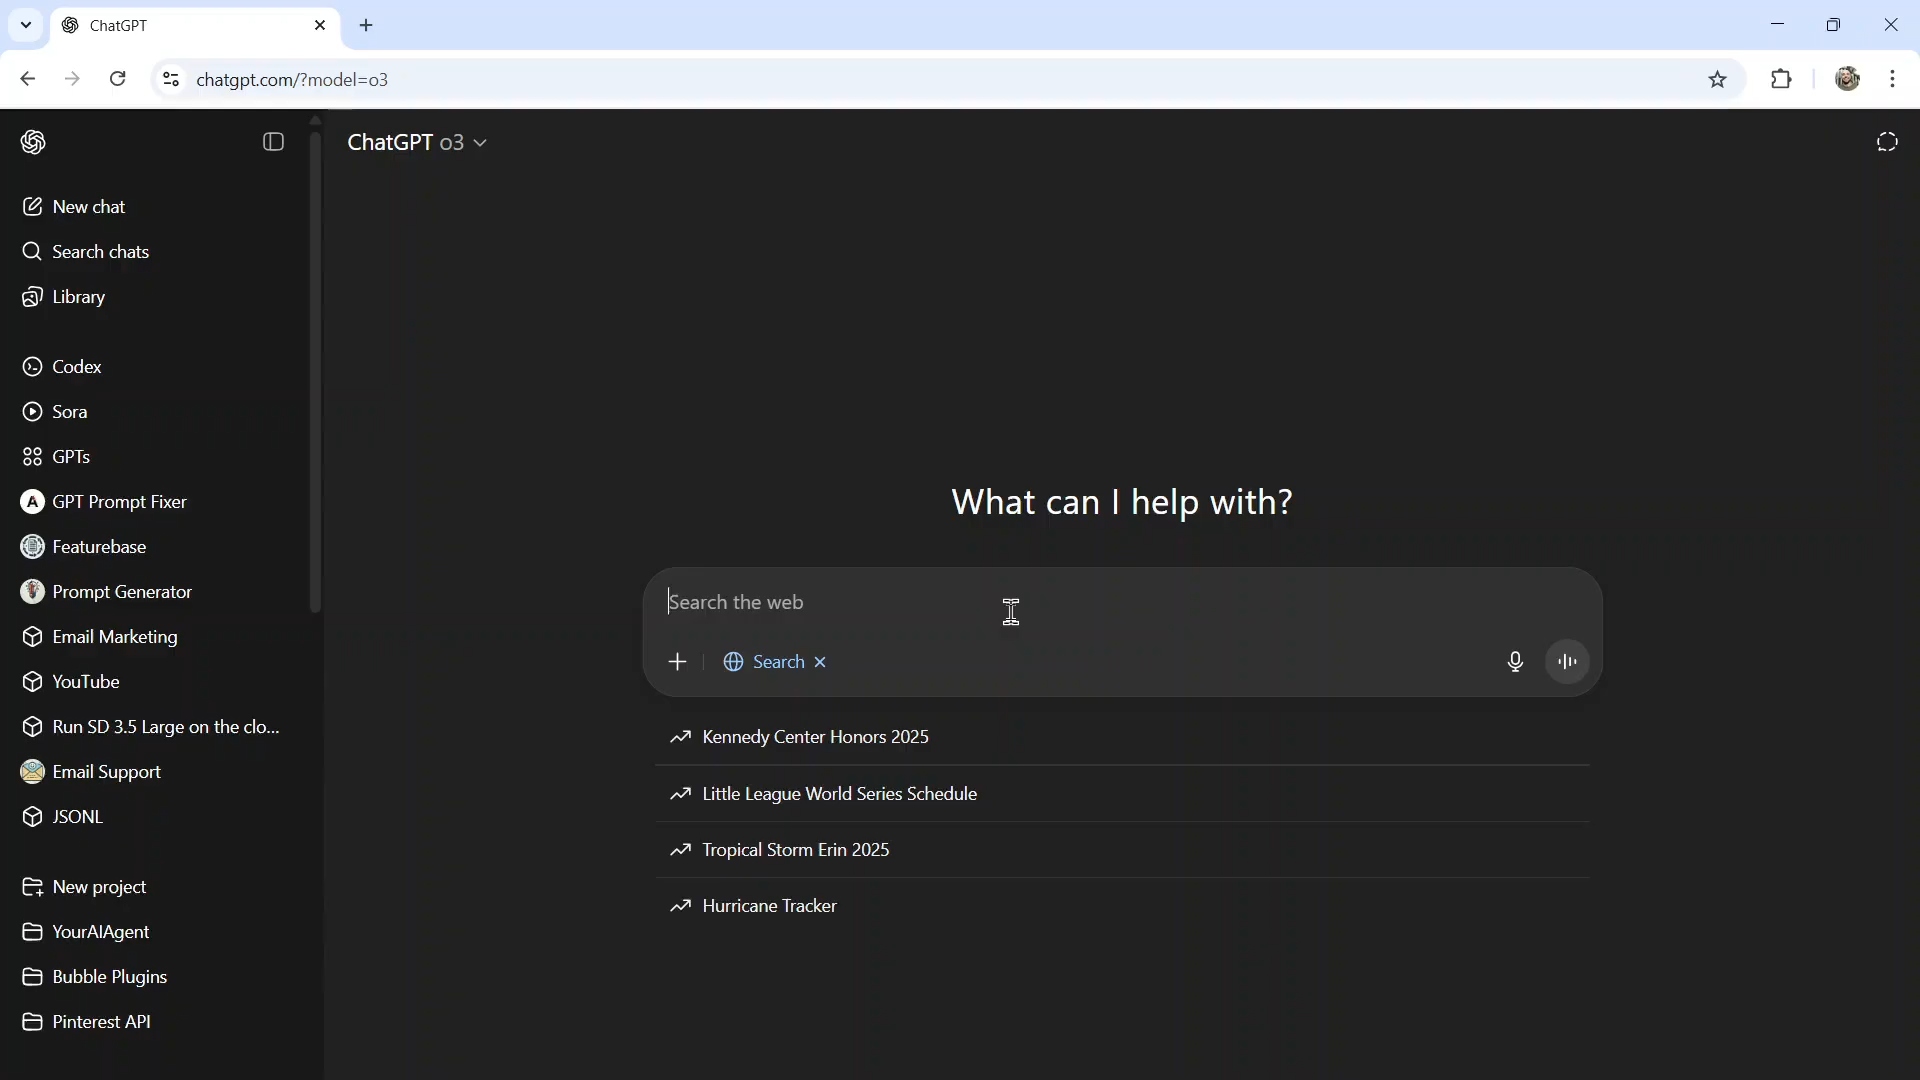 ChatGPT
chatgpt.com/?model=o3
ChatGPT o3
New chat
Search chats
Library
Codex
Sora
GPTs
A GPT Prompt Fixer
Featurebase
Prompt Generator
Email Marketing
YouTube
Run SD 3.5 Large on the clo...
Email Support
JSONL
New project
YourAIAgent
Bubble Plugins
Pinterest API
What can I help with?
Search the web
Search
Kennedy Center Honors 2025
Little League World Series Schedule
Tropical Storm Erin 2025
Hurricane Tracker